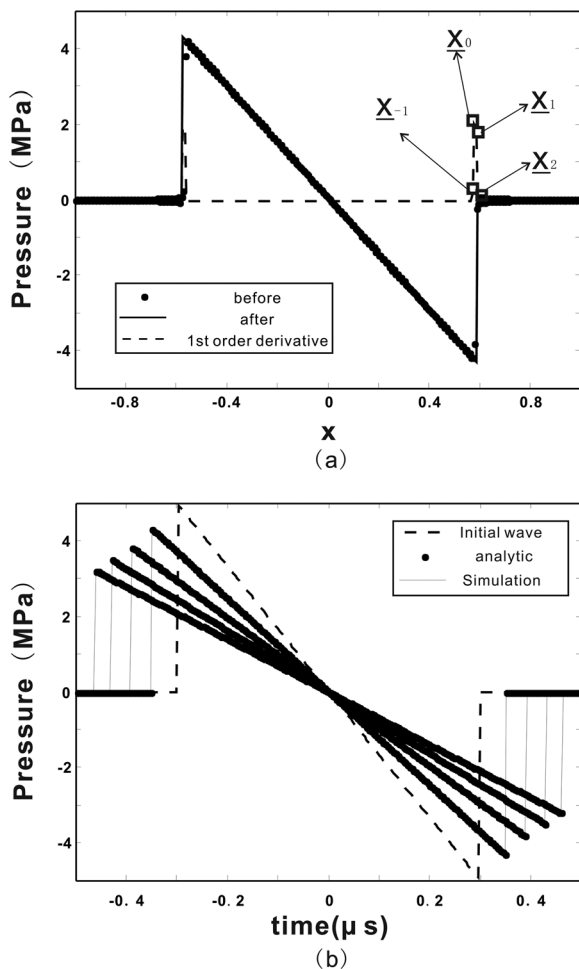 4
2
0
-2
-4
Pressure (MPa)
X0
X1
X-1
X2
before
after
1st order derivative
-0.8
-0.4
0
0.4
0.8
x
(a)
4
2
0
-2
-4
Pressure (MPa)
Initial wave
analytic
Simulation
-0.4
-0.2
0
0.2
0.4
time(μs)
(b)